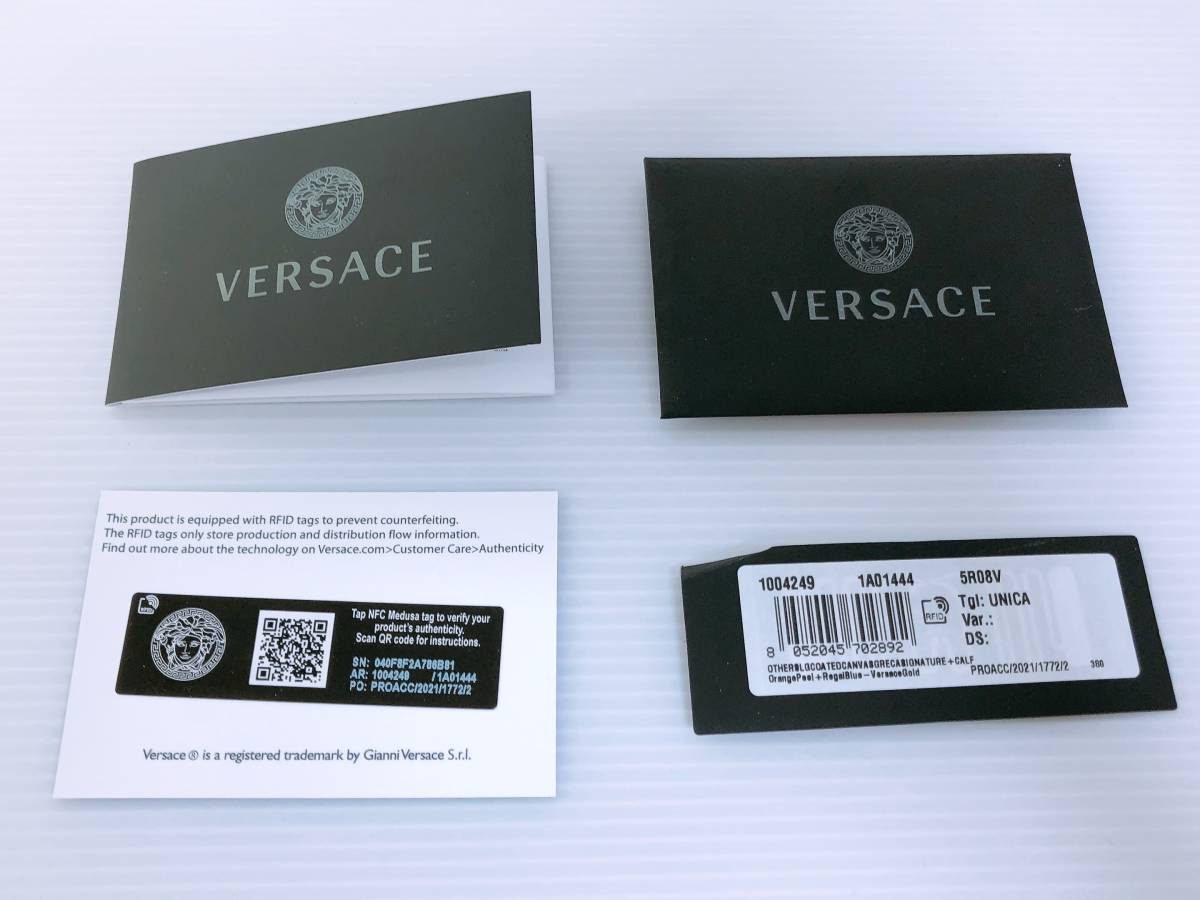 VERSACE
VERSACE
This product is equipped with RFID tags to prevent counterfeiting.
The RFID tags only store production and distribution flow information.
Find out more about the technology on Versace.com>Customer Care>Authenticity
RFID
Tap NFC Medusa tag to verify your
product's authenticity.
Scan QR code for instructions.
SN: 040F8F2A786B81
AR: 1004249 /1A01444
PO: PROACC/2021/1772/2
Versace ® is a registered trademark by Gianni Versace S.r.l.
1004249 1A01444 5R08V
RFID
Tgl: UNICA
Var.:
DS:
8 052045 702892
OTHERSLGCOATEDCANVASGRECASIGNATURE+CALF
OrangePeel+RegalBlue-VersaceGold
PROACC/2021/1772/2 380